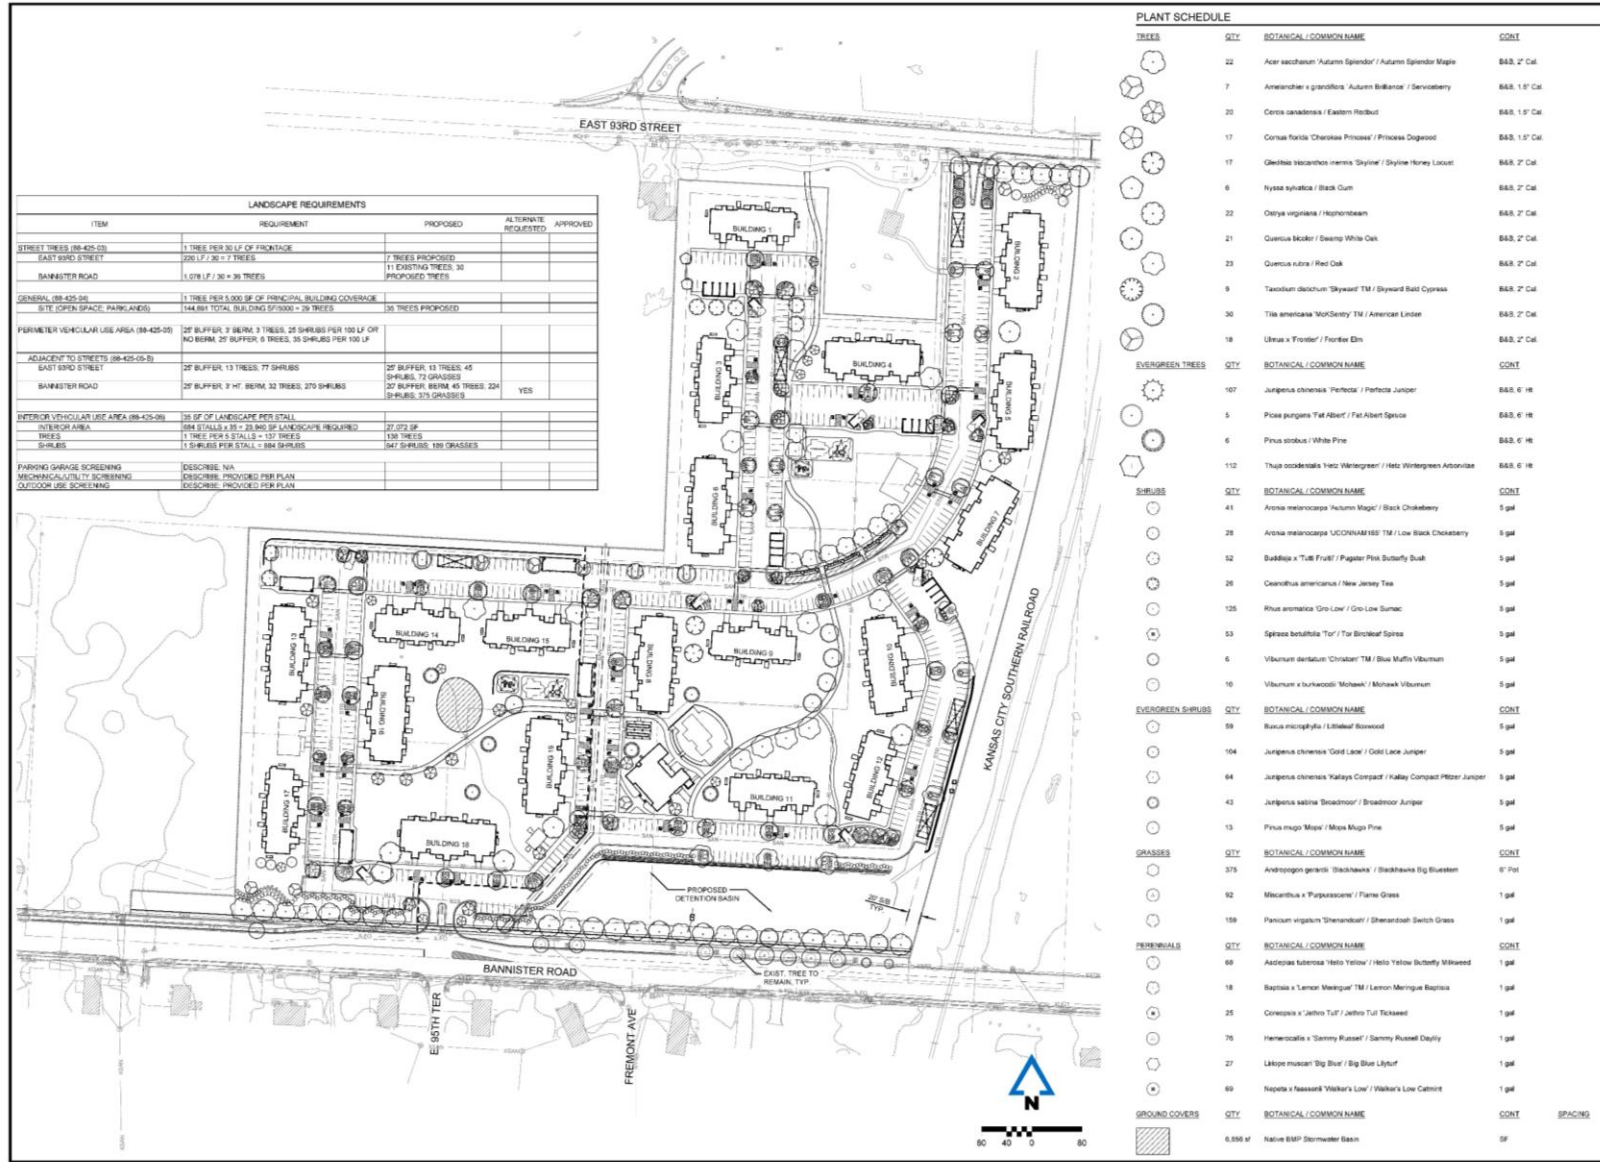 EAST 93RD STREET
LANDSCAPE REQUIREMENTS
ITEM REQUIREMENT PROPOSED ALTERNATE REQUESTED APPROVED
STREET TREES (88-425-03) 1 TREE PER 30 LF OF FRONTAGE
EAST 93RD STREET 220 LF / 30 = 7 TREES 7 TREES PROPOSED
BANNISTER ROAD 1,078 LF / 30 = 36 TREES 11 EXISTING TREES; 30 PROPOSED TREES
GENERAL (88-425-04) 1 TREE PER 5,000 SF OF PRINCIPAL BUILDING COVERAGE
SITE (OPEN SPACE; PARKLANDS) 144,891 TOTAL BUILDING SF/5000 = 29 TREES 35 TREES PROPOSED
PERIMETER VEHICULAR USE AREA (88-425-05) 25' BUFFER, 3' BERM, 3 TREES, 25 SHRUBS PER 100 LF OR
NO BERM, 25' BUFFER, 6 TREES, 35 SHRUBS PER 100 LF
ADJACENT TO STREETS (88-425-05-B)
EAST 93RD STREET 25' BUFFER, 13 TREES, 77 SHRUBS 25' BUFFER; 13 TREES; 45 SHRUBS, 72 GRASSES
BANNISTER ROAD 25' BUFFER, 3' HT. BERM, 32 TREES, 270 SHRUBS 20' BUFFER, BERM, 45 TREES; 224 SHRUBS; 375 GRASSES YES
INTERIOR VEHICULAR USE AREA (88-425-06) 35 SF OF LANDSCAPE PER STALL
INTERIOR AREA 684 STALLS x 35 = 23,940 SF LANDSCAPE REQUIRED 27,072 SF
TREES 1 TREE PER 5 STALLS = 137 TREES 138 TREES
SHRUBS 1 SHRUBS PER STALL = 684 SHRUBS 647 SHRUBS; 189 GRASSES
PARKING GARAGE SCREENING DESCRIBE: N/A
MECHANICAL/UTILITY SCREENING DESCRIBE: PROVIDED PER PLAN
OUTDOOR USE SCREENING DESCRIBE: PROVIDED PER PLAN
BUILDING 1
BUILDING 2
BUILDING 3
BUILDING 4
BUILDING 5
BUILDING 6
BUILDING 7
BUILDING 13
BUILDING 14
BUILDING 15
BUILDING 8
BUILDING 9
BUILDING 10
BUILDING 16
BUILDING 19
BUILDING 17
BUILDING 18
BUILDING 11
BUILDING 12
KANSAS CITY SOUTHERN RAILROAD
PROPOSED
DETENTION BASIN
20' S/B
TYP.
BANNISTER ROAD
EXIST. TREE TO
REMAIN, TYP.
E 95TH TER
FREMONT AVE
N
80 40 0 80
PLANT SCHEDULE
TREES QTY BOTANICAL / COMMON NAME CONT
22 Acer saccharum 'Autumn Splendor' / Autumn Splendor Maple B&B, 2" Cal.
7 Amelanchier x grandiflora 'Autumn Brilliance' / Serviceberry B&B, 1.5" Cal.
20 Cercis canadensis / Eastern Redbud B&B, 1.5" Cal.
17 Cornus florida 'Cherokee Princess' / Princess Dogwood B&B, 1.5" Cal.
17 Gleditsia triacanthos inermis 'Skyline' / Skyline Honey Locust B&B, 2" Cal.
6 Nyssa sylvatica / Black Gum B&B, 2" Cal.
22 Ostrya virginiana / Hophornbeam B&B, 2" Cal.
21 Quercus bicolor / Swamp White Oak B&B, 2" Cal.
23 Quercus rubra / Red Oak B&B, 2" Cal.
9 Taxodium distichum 'Skyward' TM / Skyward Bald Cypress B&B, 2" Cal.
30 Tilia americana 'McKSentry' TM / American Linden B&B, 2" Cal.
18 Ulmus x 'Frontier' / Frontier Elm B&B, 2" Cal.
EVERGREEN TREES QTY BOTANICAL / COMMON NAME CONT
107 Juniperus chinensis 'Perfecta' / Perfecta Juniper B&B, 6' Ht
5 Picea pungens 'Fat Albert' / Fat Albert Spruce B&B, 6' Ht
6 Pinus strobus / White Pine B&B, 6' Ht
112 Thuja occidentalis 'Hetz Wintergreen' / Hetz Wintergreen Arborvitae B&B, 6' Ht
SHRUBS QTY BOTANICAL / COMMON NAME CONT
41 Aronia melanocarpa 'Autumn Magic' / Black Chokeberry 5 gal
28 Aronia melanocarpa 'UCONNAM165' TM / Low Black Chokeberry 5 gal
52 Buddleja x 'Tutti Fruiti' / Pugster Pink Butterfly Bush 5 gal
26 Ceanothus americanus / New Jersey Tea 5 gal
125 Rhus aromatica 'Gro-Low' / Gro-Low Sumac 5 gal
53 Spiraea betulifolia 'Tor' / Tor Birchleaf Spirea 5 gal
6 Viburnum dentatum 'Christom' TM / Blue Muffin Viburnum 5 gal
10 Viburnum x burkwoodii 'Mohawk' / Mohawk Viburnum 5 gal
EVERGREEN SHRUBS QTY BOTANICAL / COMMON NAME CONT
59 Buxus microphylla / Littleleaf Boxwood 5 gal
104 Juniperus chinensis 'Gold Lace' / Gold Lace Juniper 5 gal
64 Juniperus chinensis 'Kallays Compact' / Kallay Compact Pfitzer Juniper 5 gal
43 Juniperus sabina 'Broadmoor' / Broadmoor Juniper 5 gal
13 Pinus mugo 'Mops' / Mops Mugo Pine 5 gal
GRASSES QTY BOTANICAL / COMMON NAME CONT
375 Andropogon gerardii 'Blackhawks' / Blackhawks Big Bluestem 6" Pot
92 Miscanthus x 'Purpurascens' / Flame Grass 1 gal
159 Panicum virgatum 'Shenandoah' / Shenandoah Switch Grass 1 gal
PERENNIALS QTY BOTANICAL / COMMON NAME CONT
68 Asclepias tuberosa 'Hello Yellow' / Hello Yellow Butterfly Milkweed 1 gal
18 Baptisia x 'Lemon Meringue' TM / Lemon Meringue Baptisia 1 gal
25 Coreopsis x 'Jethro Tull' / Jethro Tull Tickseed 1 gal
76 Hemerocallis x 'Sammy Russell' / Sammy Russell Daylily 1 gal
27 Liriope muscari 'Big Blue' / Big Blue Lilyturf 1 gal
69 Nepeta x faassenii 'Walker's Low' / Walker's Low Catmint 1 gal
GROUND COVERS QTY BOTANICAL / COMMON NAME CONT SPACING
Native BMP Stormwater Basin SF